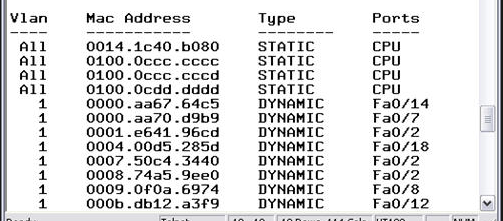 Vlan Mac Address Type Ports
---- ----------- -------- -----
All 0014.1c40.b080 STATIC CPU
All 0100.0ccc.cccc STATIC CPU
All 0100.0ccc.cccd STATIC CPU
All 0100.0cdd.dddd STATIC CPU
1 0000.aa67.64c5 DYNAMIC Fa0/14
1 0000.aa70.d9b9 DYNAMIC Fa0/7
1 0001.e641.96cd DYNAMIC Fa0/2
1 0004.00d5.285d DYNAMIC Fa0/18
1 0007.50c4.3440 DYNAMIC Fa0/2
1 0008.74a5.9ee0 DYNAMIC Fa0/2
1 0009.0f0a.6974 DYNAMIC Fa0/8
1 000b.db12.a3f9 DYNAMIC Fa0/12